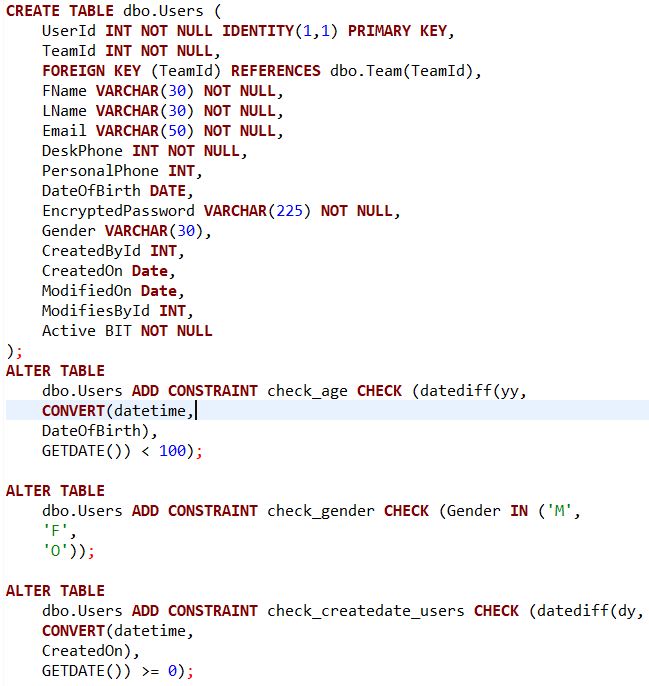 CREATE TABLE dbo.Users (
UserId INT NOT NULL IDENTITY(1,1) PRIMARY KEY,
TeamId INT NOT NULL,
FOREIGN KEY (TeamId) REFERENCES dbo.Team(TeamId),
FName VARCHAR(30) NOT NULL,
LName VARCHAR(30) NOT NULL,
Email VARCHAR(50) NOT NULL,
DeskPhone INT NOT NULL,
PersonalPhone INT,
DateOfBirth DATE,
EncryptedPassword VARCHAR(225) NOT NULL,
Gender VARCHAR(30),
CreatedById INT,
CreatedOn Date,
ModifiedOn Date,
ModifiesById INT,
Active BIT NOT NULL
);
ALTER TABLE
dbo.Users ADD CONSTRAINT check_age CHECK (datediff(yy,
CONVERT(datetime,
DateOfBirth),
GETDATE()) < 100);
ALTER TABLE
dbo.Users ADD CONSTRAINT check_gender CHECK (Gender IN ('M',
'F',
'O'));
ALTER TABLE
dbo.Users ADD CONSTRAINT check_createdate_users CHECK (datediff(dy,
CONVERT(datetime,
CreatedOn),
GETDATE()) >= 0);